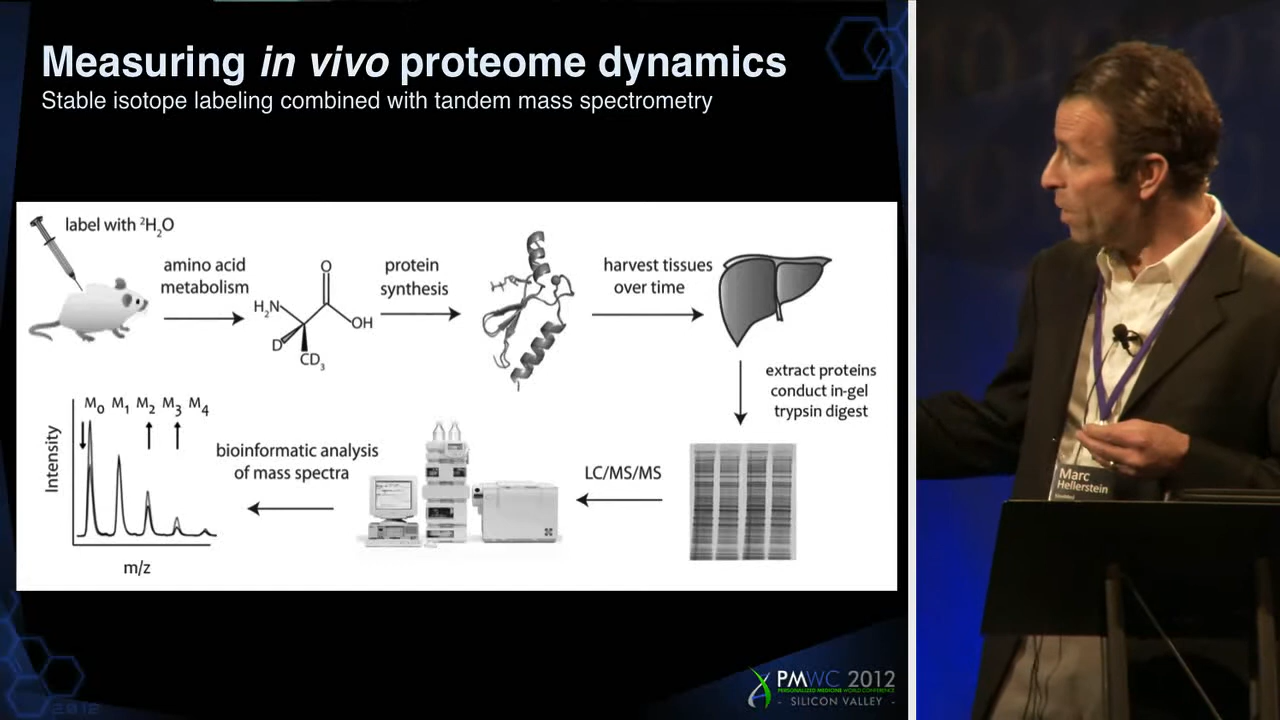 Measuring in vivo proteome dynamics
Stable isotope labeling combined with tandem mass spectrometry
label with ²H₂O
amino acid
metabolism
O
H₂N
OH
D
CD₃
protein
synthesis
harvest tissues
over time
extract proteins
conduct in-gel
trypsin digest
LC/MS/MS
bioinformatic analysis
of mass spectra
M₀ M₁ M₂ M₃ M₄
Intensity
m/z
2012
PMWC 2012
PERSONALIZED MEDICINE WORLD CONFERENCE
- SILICON VALLEY -
Marc
Hellerstein